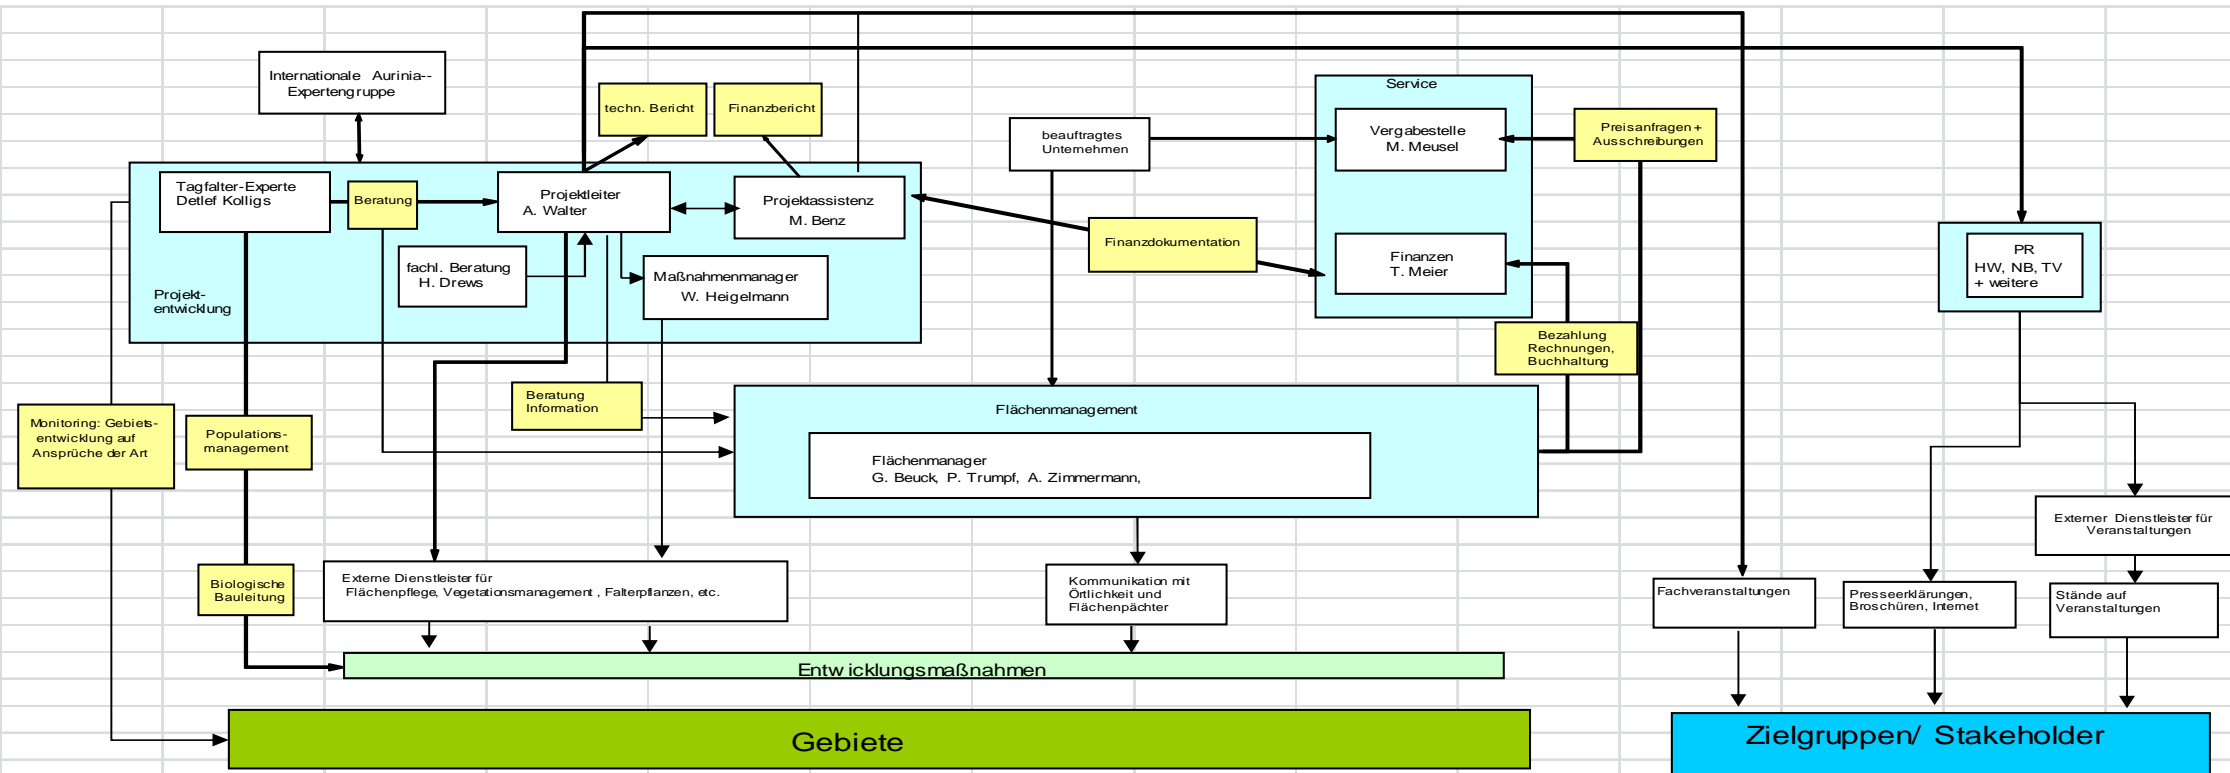 Internationale Aurinia--
Expertengruppe
techn. Bericht
Finanzbericht
Service
beauftragtes
Unternehmen
Vergabestelle
M. Meusel
Preisanfragen +
Ausschreibungen
Tagfalter-Experte
Detlef Kolligs
Beratung
Projektleiter
A. Walter
Projektassistenz
M. Benz
Finanzdokumentation
Finanzen
T. Meier
PR
HW, NB, TV
+ weitere
fachl. Beratung
H. Drews
Maßnahmenmanager
W. Heigelmann
Projekt-
entwicklung
Bezahlung
Rechnungen,
Buchhaltung
Beratung
Information
Flächenmanagement
Monitoring: Gebiets-
entwicklung auf
Ansprüche der Art
Populations-
management
Flächenmanager
G. Beuck, P. Trumpf, A. Zimmermann,
Externer Dienstleister für
Veranstaltungen
Biologische
Bauleitung
Externe Dienstleister für
Flächenpflege, Vegetationsmanagement , Falterpflanzen, etc.
Kommunikation mit
Örtlichkeit und
Flächenpächter
Fachveranstaltungen
Presseerklärungen,
Broschüren, Internet
Stände auf
Veranstaltungen
Entwicklungsmaßnahmen
Gebiete
Zielgruppen/ Stakeholder